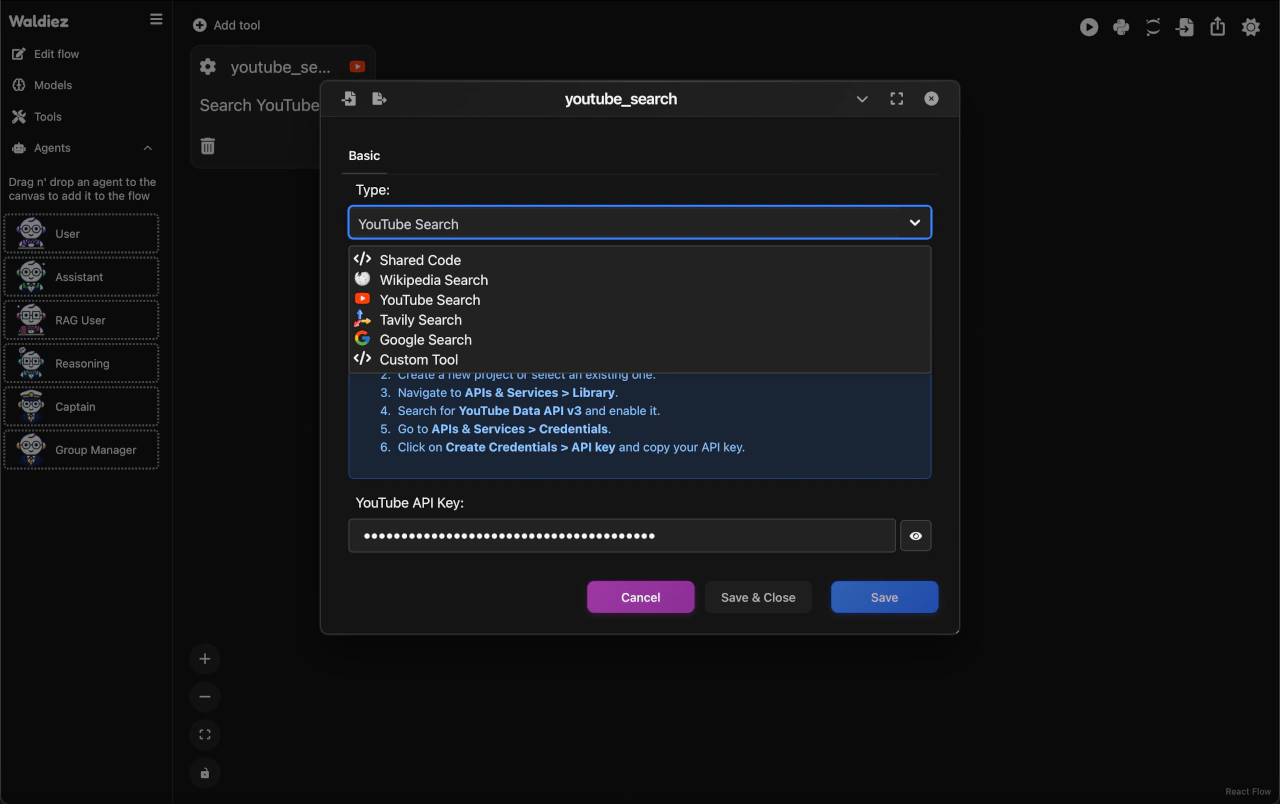 Waldiez
Edit flow
Models
Tools
Agents
Drag n' drop an agent to the
canvas to add it to the flow
User
Assistant
RAG User
Reasoning
Captain
Group Manager
Add tool
youtube_se...
Search YouTube
youtube_search
Basic
Type:
YouTube Search
Shared Code
Wikipedia Search
YouTube Search
Tavily Search
Google Search
Custom Tool
2. Create a new project or select an existing one.
3. Navigate to APIs & Services > Library.
4. Search for YouTube Data API v3 and enable it.
5. Go to APIs & Services > Credentials.
6. Click on Create Credentials > API key and copy your API key.
YouTube API Key:
Cancel
Save & Close
Save
React Flow